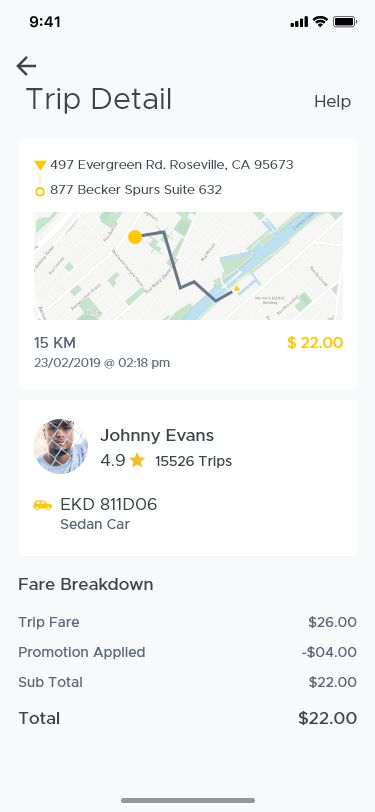 9:41
Trip Detail
Help
497 Evergreen Rd. Roseville, CA 95673
877 Becker Spurs Suite 632
15 KM
$ 22.00
23/02/2019 @ 02:18 pm
Johnny Evans
4.9
15526 Trips
EKD 811D06
Sedan Car
Fare Breakdown
Trip Fare
$26.00
Promotion Applied
-$04.00
Sub Total
$22.00
Total
$22.00